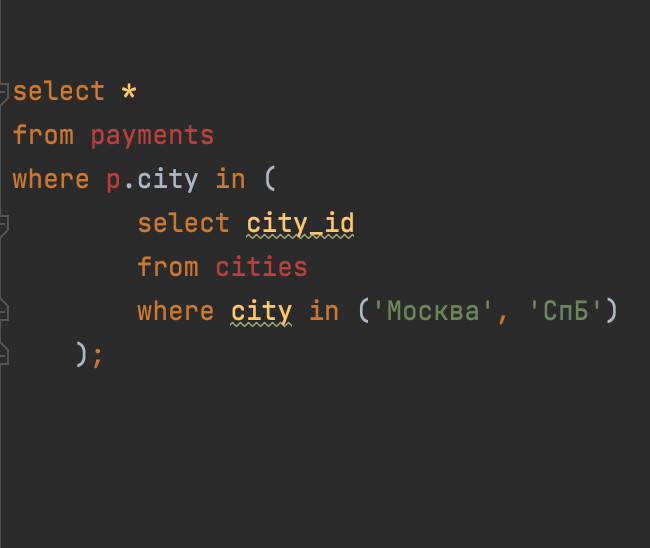 select *
from payments
where p.city in (
select city_id
from cities
where city in ('Москва', 'СпБ')
);